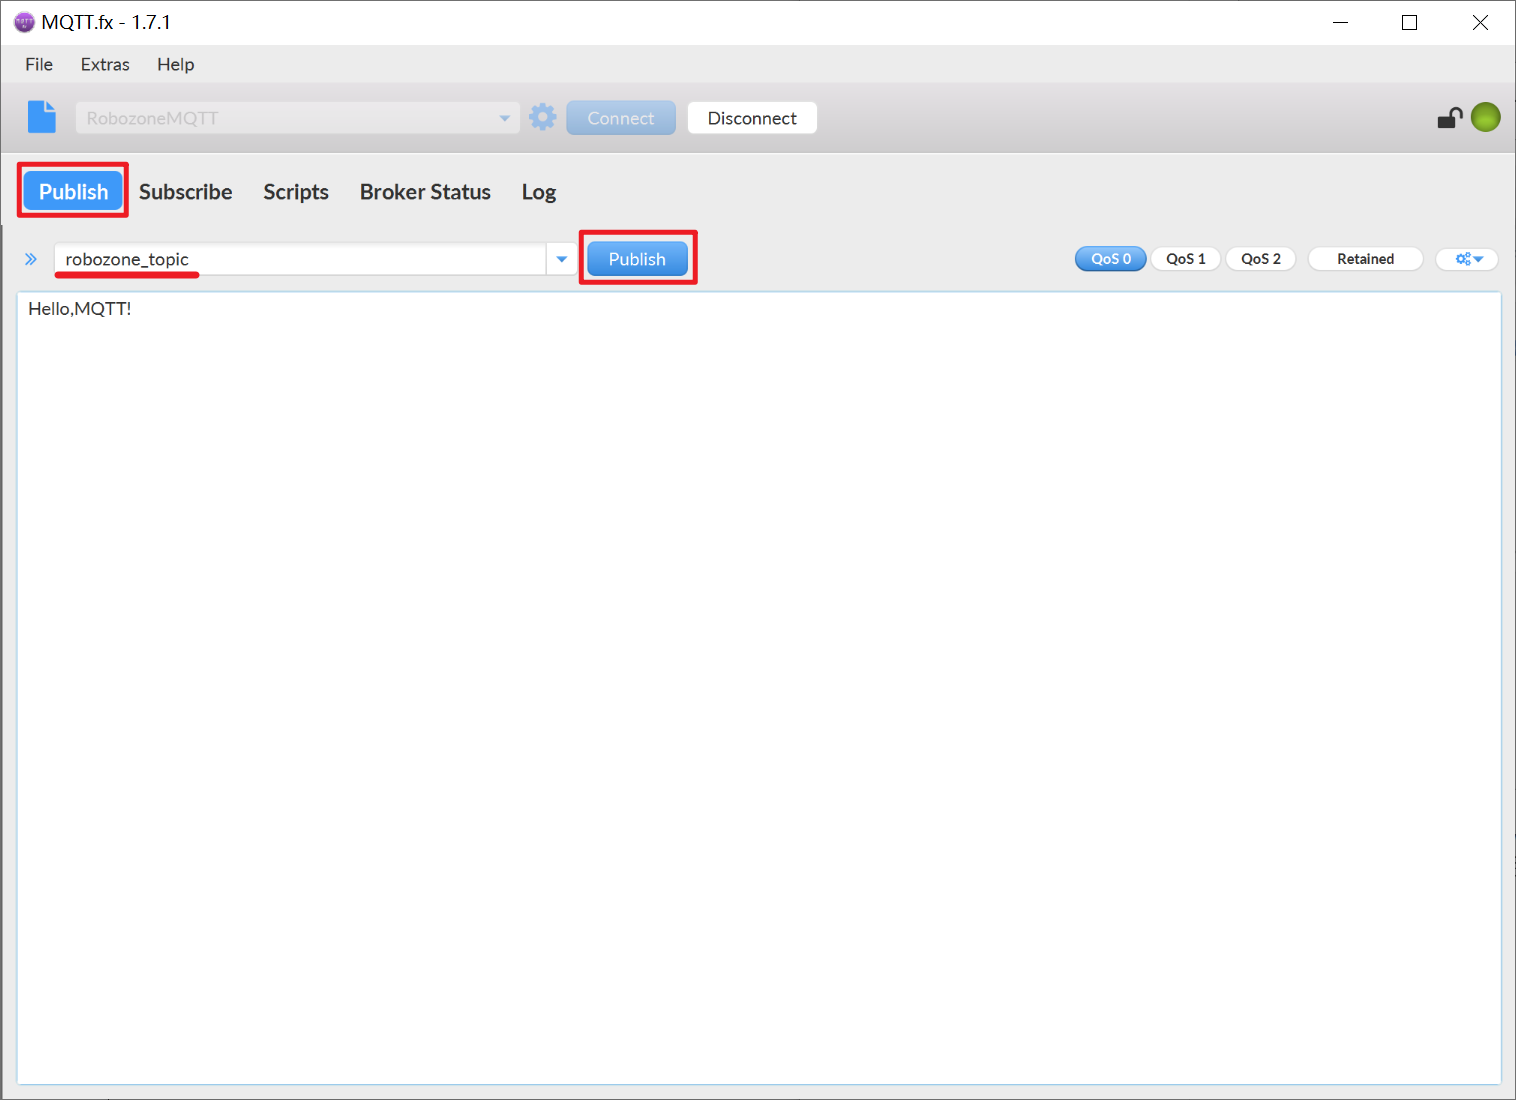 MQTT.fx - 1.7.1
File Extras Help
RobozoneMQTT Connect Disconnect
Publish Subscribe Scripts Broker Status Log
robozone_topic Publish QoS 0 QoS 1 QoS 2 Retained
Hello,MQTT!